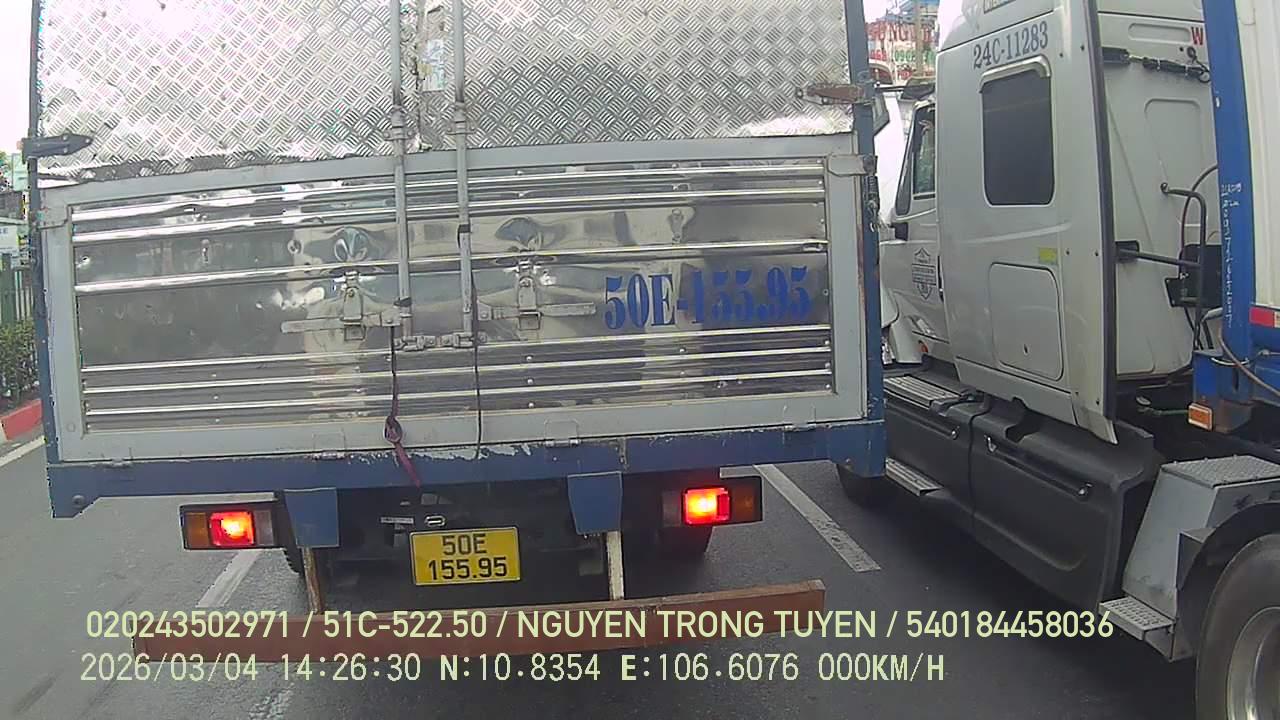 24C-11283
W
50E-155.95
50E
155.95
020243502971 / 51C-522.50 / NGUYEN TRONG TUYEN / 540184458036
2026/03/04 14:26:30 N:10.8354 E:106.6076 000KM/H